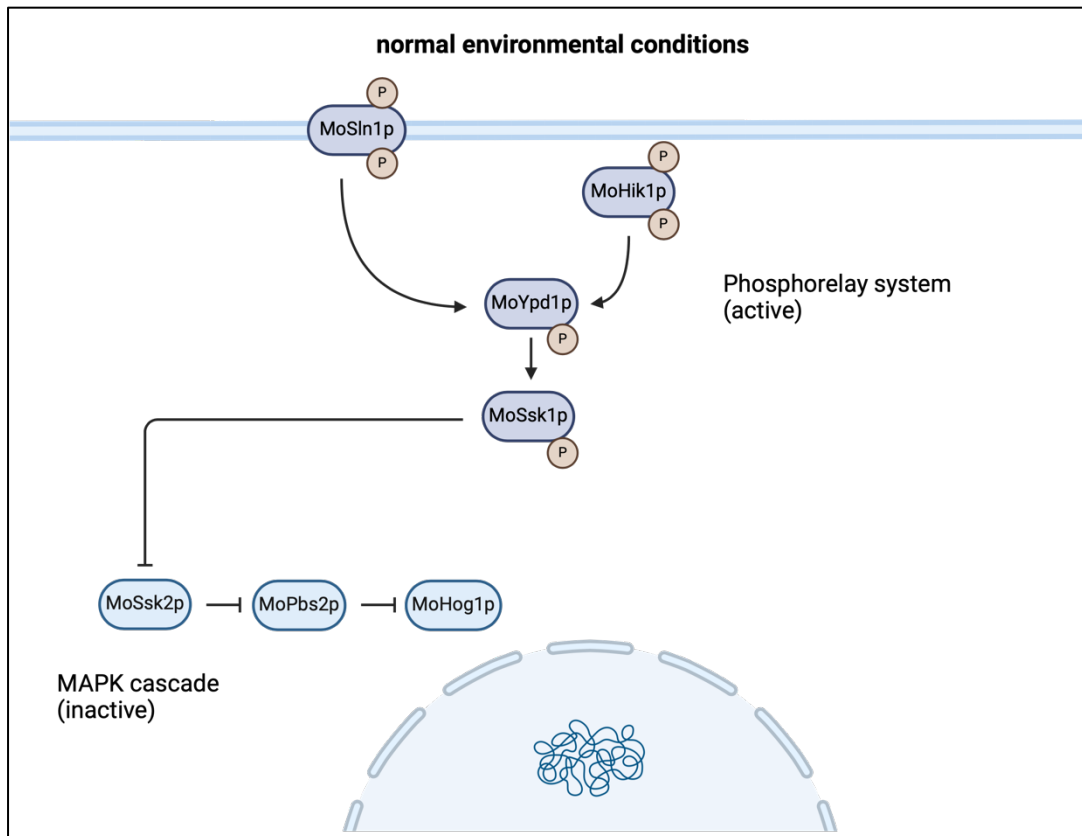 normal environmental conditions
P
MoSln1p
P
P
MoHik1p
P
Phosphorelay system
(active)
MoYpd1p
P
MoSsk1p
P
MoSsk2p
MoPbs2p
MoHog1p
MAPK cascade
(inactive)